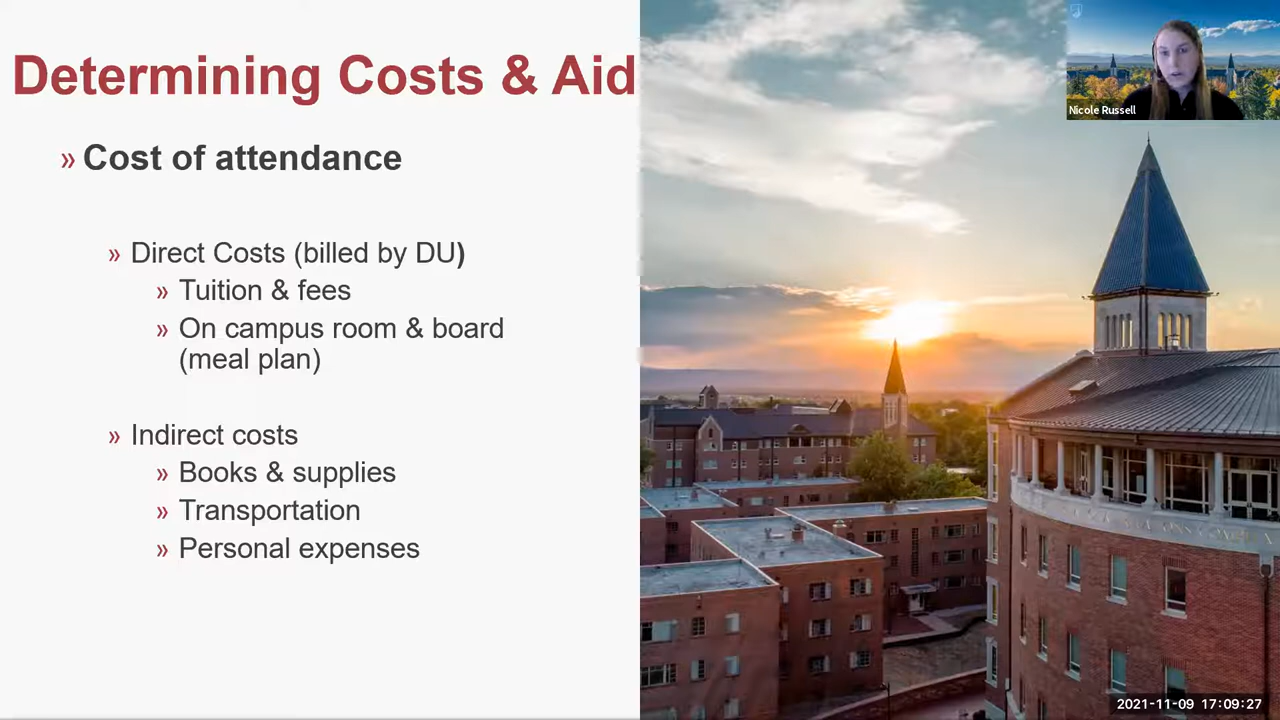 Determining Costs & Aid
» Cost of attendance
» Direct Costs (billed by DU)
» Tuition & fees
» On campus room & board
(meal plan)
» Indirect costs
» Books & supplies
» Transportation
» Personal expenses
Nicole Russell
2021-11-09 17:09:27